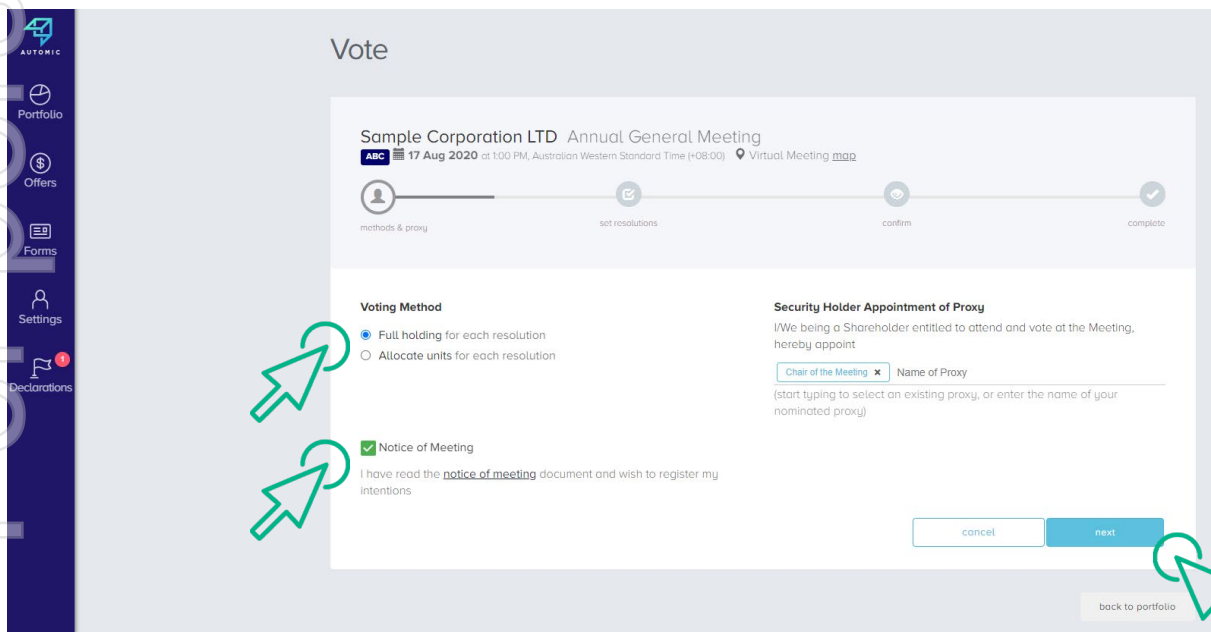 AUTOMIC
Portfolio
Offers
Forms
Settings
1
Declarations
Vote
Sample Corporation LTD Annual General Meeting
ABC 17 Aug 2020 at 1:00 PM, Australian Western Standard Time (+08:00) Virtual Meeting map
methods & proxy set resolutions confirm complete
Voting Method
Full holding for each resolution
Allocate units for each resolution
Notice of Meeting
I have read the notice of meeting document and wish to register my
intentions
Security Holder Appointment of Proxy
I/We being a Shareholder entitled to attend and vote at the Meeting,
hereby appoint
Chair of the Meeting × Name of Proxy
(start typing to select an existing proxy, or enter the name of your
nominated proxy)
cancel next
back to portfolio